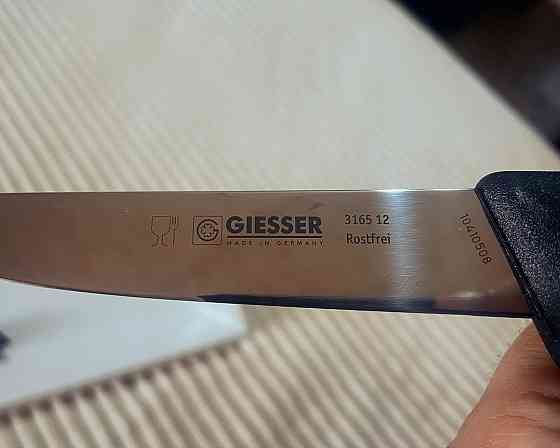 GIESSER
MADE IN GERMANY
3165 12
Rostfrei
10410508